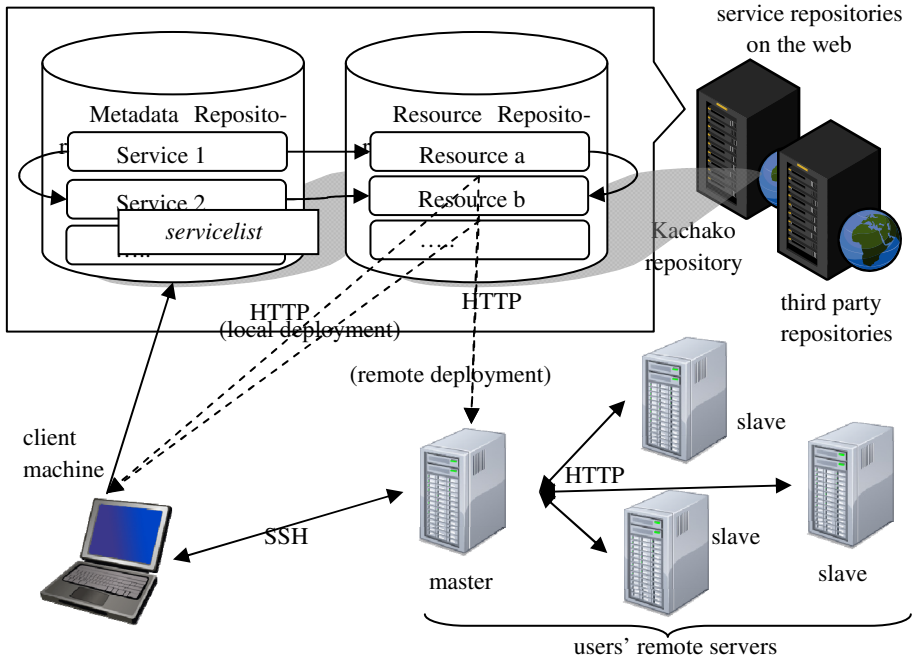 service repositories
on the web
Metadata Reposito-
r
Resource Reposito-
r
Service 1
Resource a
Service 2
Resource b
servicelist
.....
.....
Kachako
repository
third party
repositories
HTTP
(local deployment)
HTTP
(remote deployment)
client
machine
slave
HTTP
slave
slave
SSH
master
users' remote servers